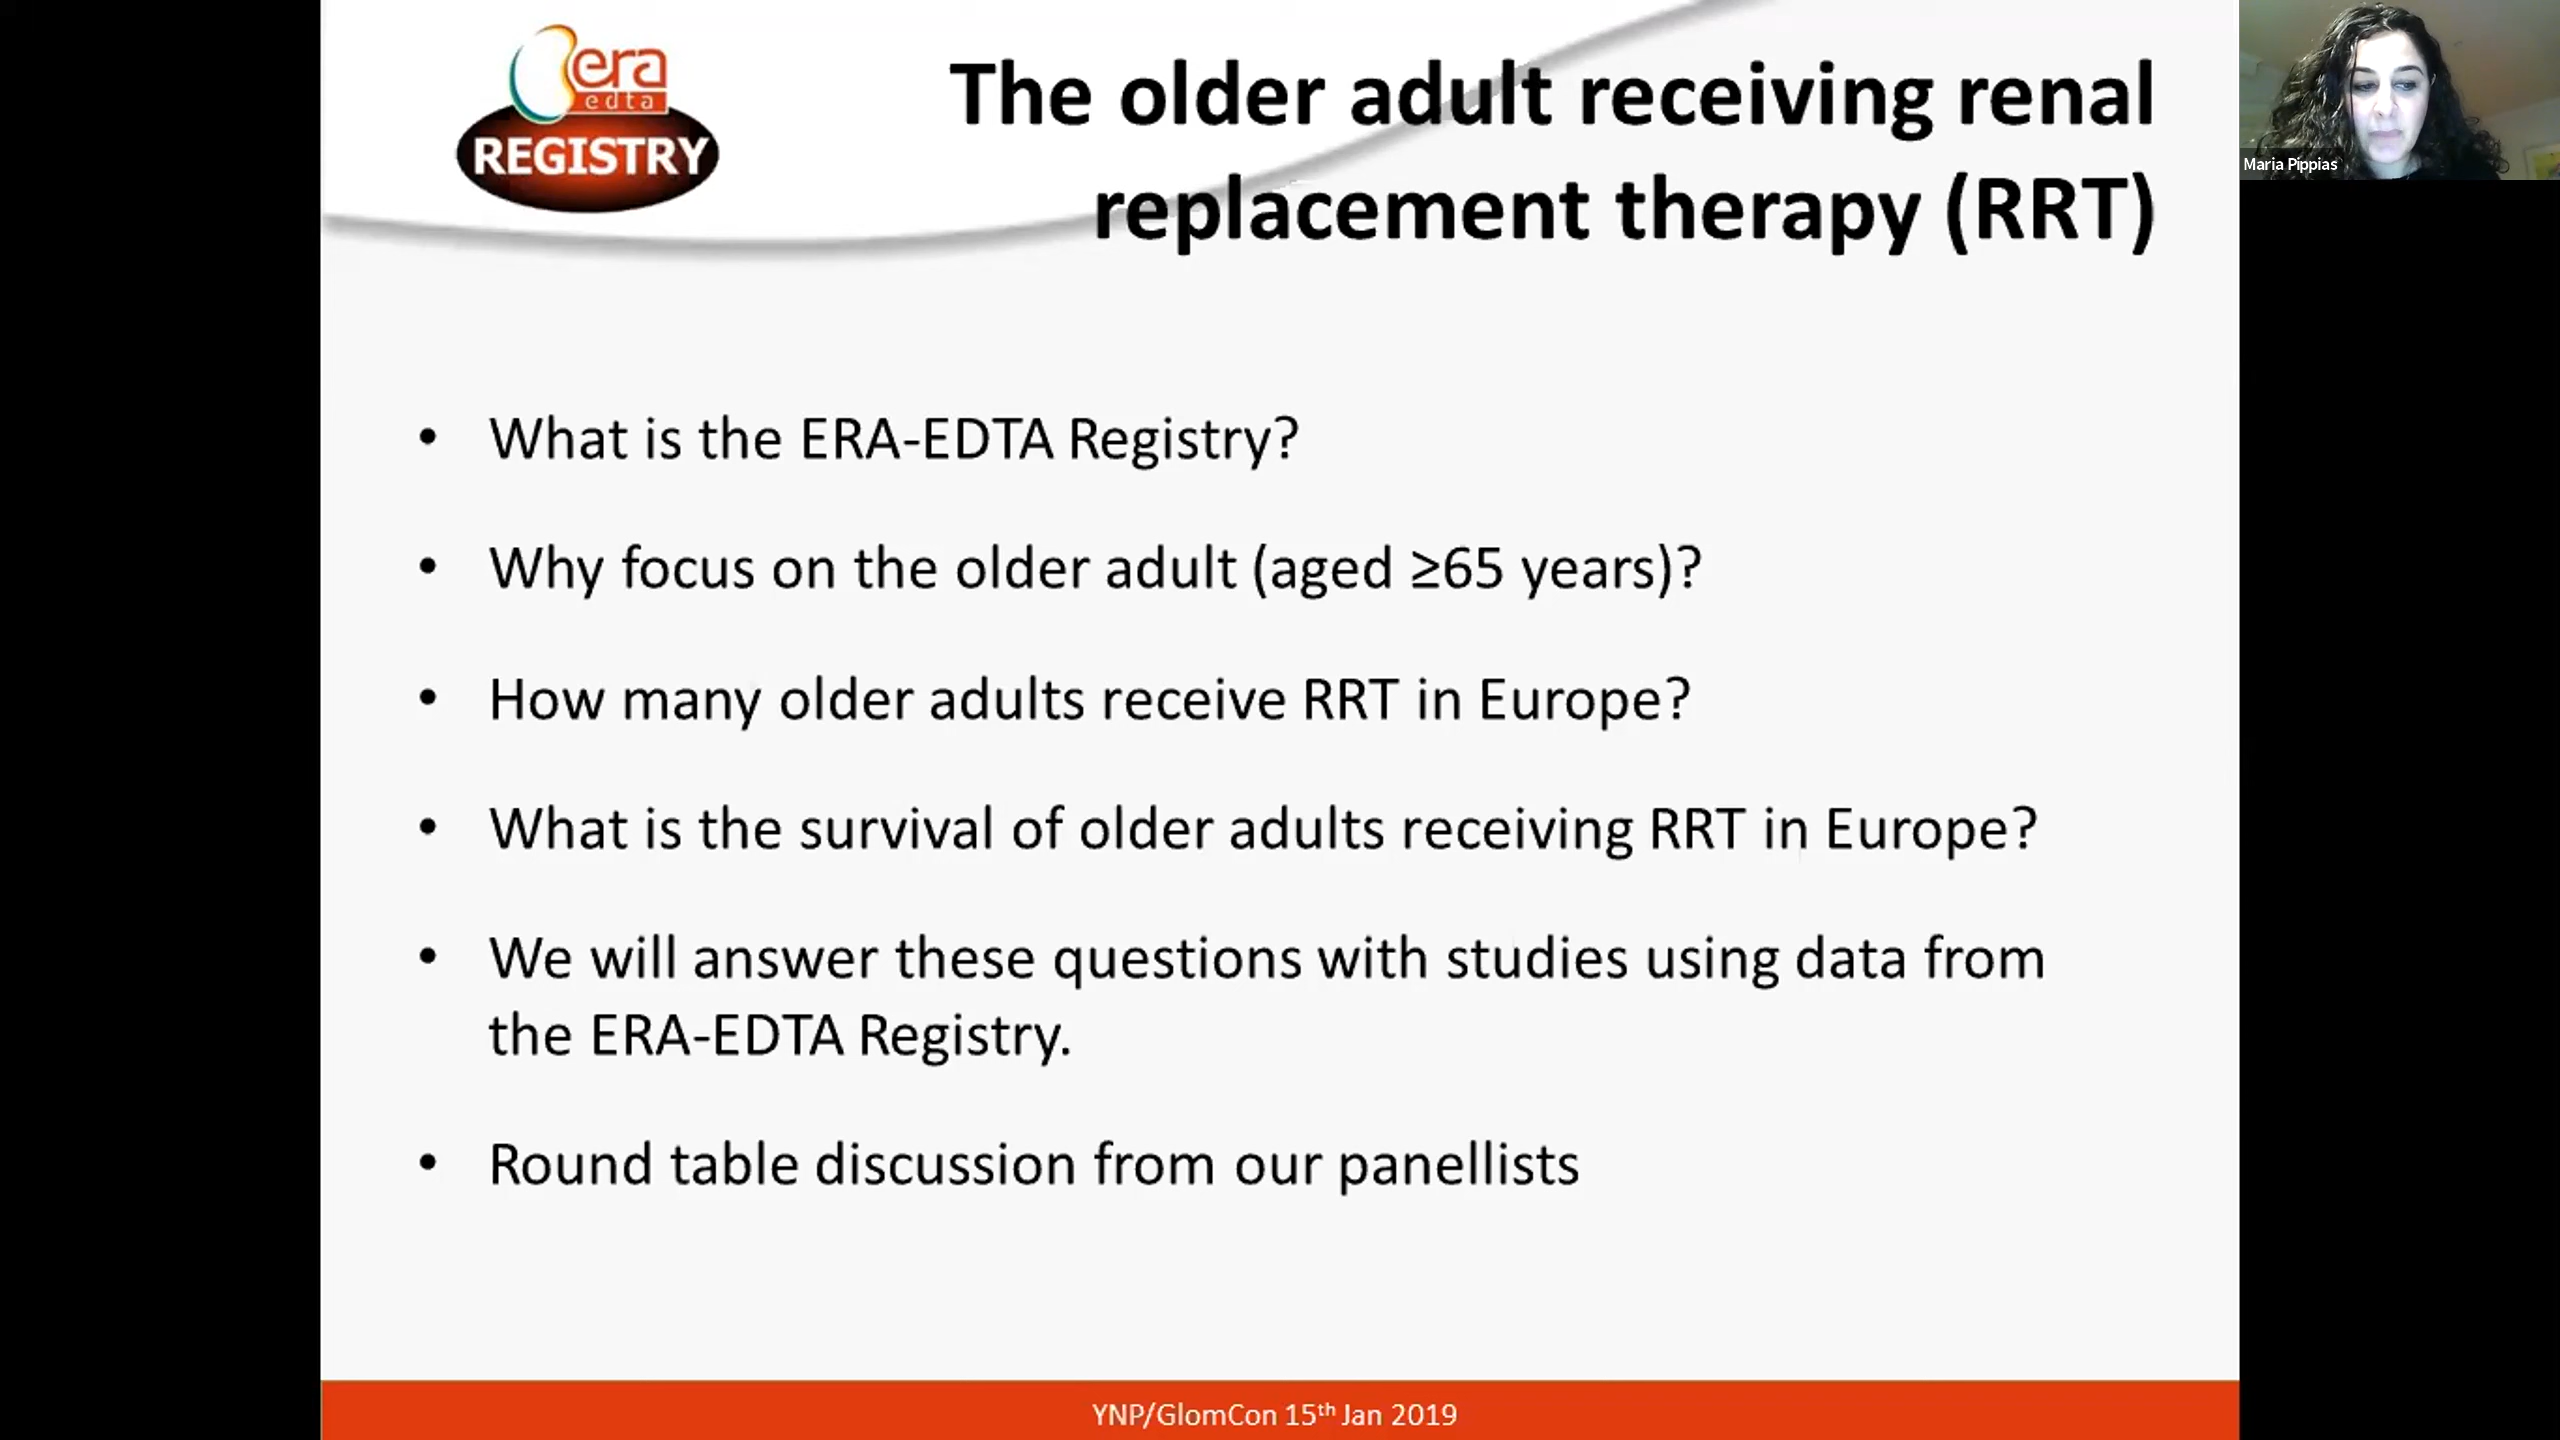 era
edta
REGISTRY
The older adult receiving renal
replacement therapy (RRT)
Maria Pippias
• What is the ERA-EDTA Registry?
• Why focus on the older adult (aged ≥65 years)?
• How many older adults receive RRT in Europe?
• What is the survival of older adults receiving RRT in Europe?
• We will answer these questions with studies using data from
the ERA-EDTA Registry.
• Round table discussion from our panellists
YNP/GlomCon 15th Jan 2019